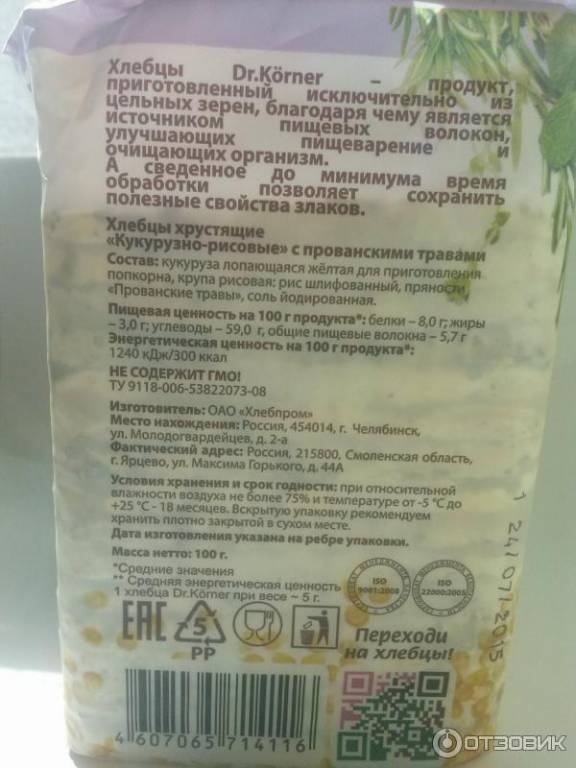 Хлебцы Dr.Körner – продукт,
приготовленный исключительно из
цельных зерен, благодаря чему является
источником пищевых волокон,
улучшающих пищеварение и
очищающих организм.
А сведенное до минимума время
обработки позволяет сохранить
полезные свойства злаков.
Хлебцы хрустящие
«Кукурузно-рисовые» с прованскими травами
Состав: кукуруза лопающаяся жёлтая для приготовления
попкорна, крупа рисовая: рис шлифованный, пряности
«Прованские травы», соль йодированная.
Пищевая ценность на 100 г продукта*: белки – 8,0 г; жиры
– 3,0 г; углеводы – 59,0 г, общие пищевые волокна – 5,7 г
Энергетическая ценность на 100 г продукта*:
1240 кДж/300 ккал
НЕ СОДЕРЖИТ ГМО!
ТУ 9118-006-53822073-08
Изготовитель: ОАО «Хлебпром»
Место нахождения: Россия, 454014, г. Челябинск,
ул. Молодогвардейцев, д. 2-а
Фактический адрес: Россия, 215800, Смоленская область,
г. Ярцево, ул. Максима Горького, д. 44А
Условия хранения и срок годности: при относительной
влажности воздуха не более 75% и температуре от -5 °C до
+25 °C - 18 месяцев. Вскрытую упаковку рекомендуем
хранить плотно закрытой в сухом месте.
Дата изготовления указана на ребре упаковки.
Масса нетто: 100 г.
*Средние значения
** Средняя энергетическая ценность
1 хлебца Dr.Körner при весе ~ 5 г.
ISO
9001:2008
ISO
22000:2005
1 24/07/2015
EAC
5
PP
Переходи
на хлебцы!
4 607065 714116
ОТЗОВИК